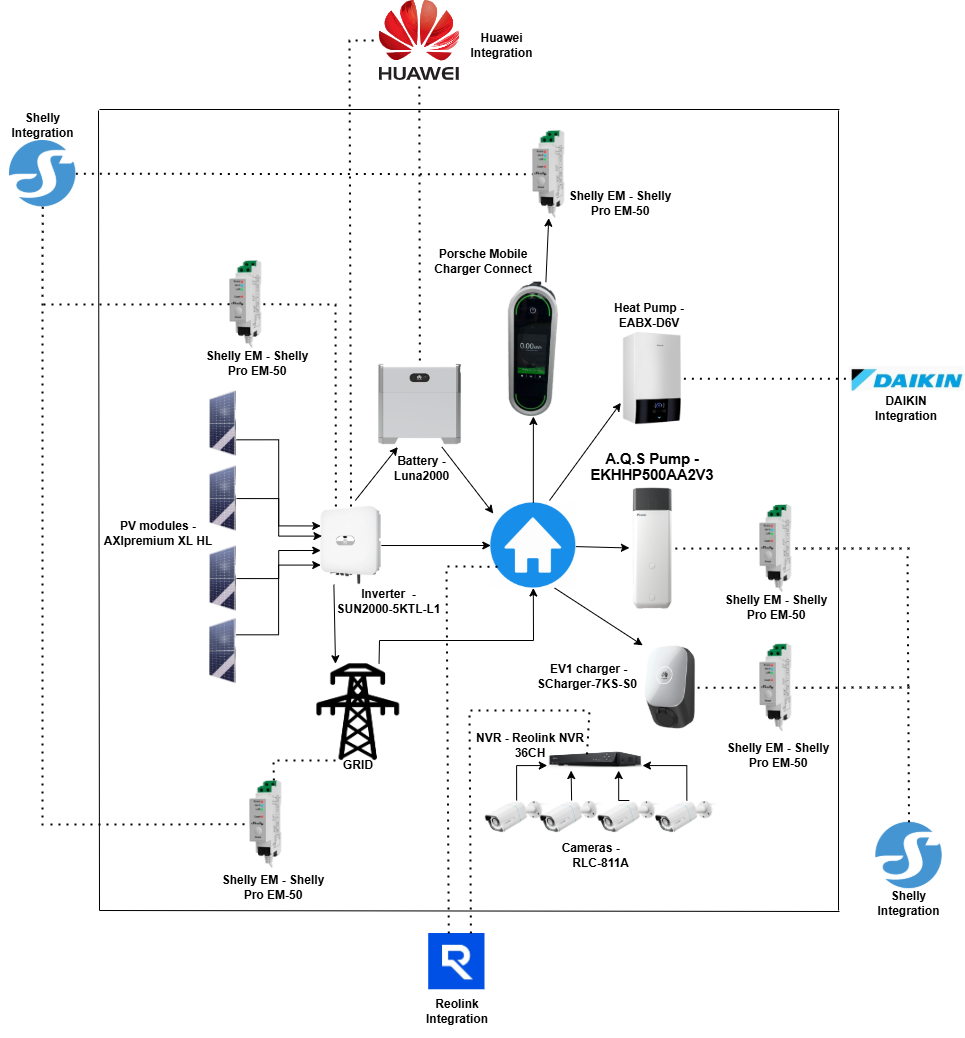 Huawei
Integration
HUAWEI
Shelly
Integration
Shelly EM - Shelly
Pro EM-50
Porsche Mobile
Charger Connect
Heat Pump -
EABX-D6V
Shelly EM - Shelly
Pro EM-50
DAIKIN
DAIKIN
Integration
Battery -
Luna2000
A.Q.S Pump -
EKHHP500AA2V3
PV modules -
AXIpremium XL HL
Inverter -
SUN2000-5KTL-L1
Shelly EM - Shelly
Pro EM-50
EV1 charger -
SCharger-7KS-S0
NVR - Reolink NVR
36CH
Shelly EM - Shelly
Pro EM-50
GRID
Cameras -
RLC-811A
Shelly EM - Shelly
Pro EM-50
Shelly
Integration
Reolink
Integration